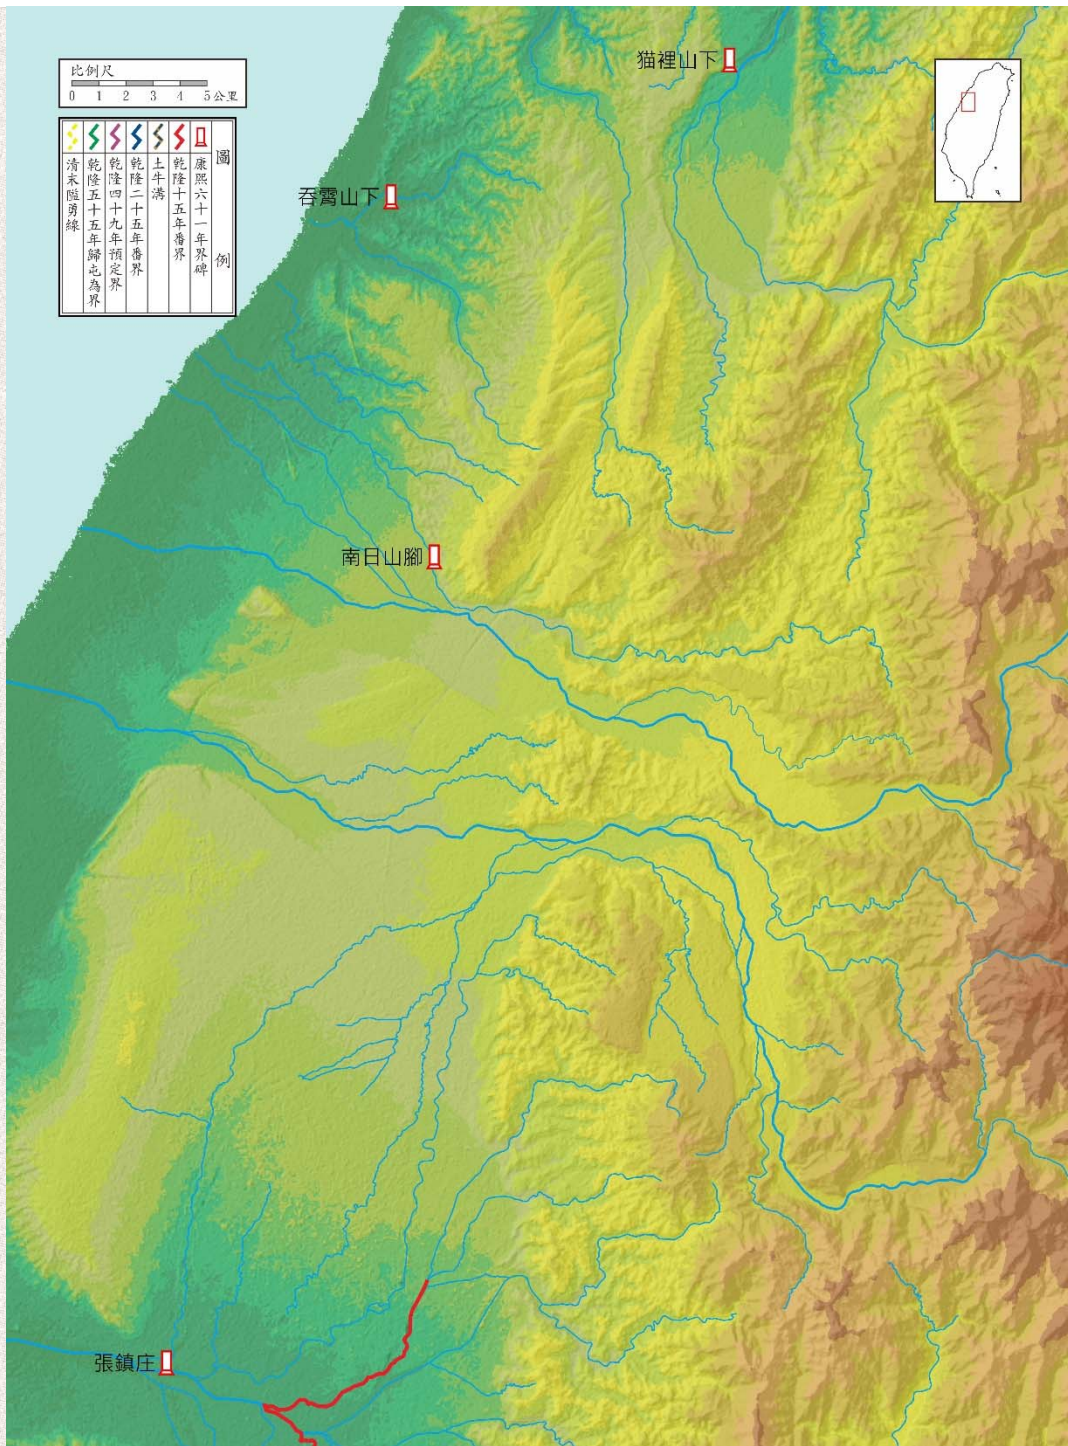 比例尺
0 1 2 3 4 5公里
圖例
康熙六十一年界碑
乾隆十五年番界
土牛溝
乾隆二十五年番界
乾隆四十九年預定界
乾隆五十五年歸屯為界
清末隘勇線
猫裡山下
吞霄山下
南日山腳
張鎮庄